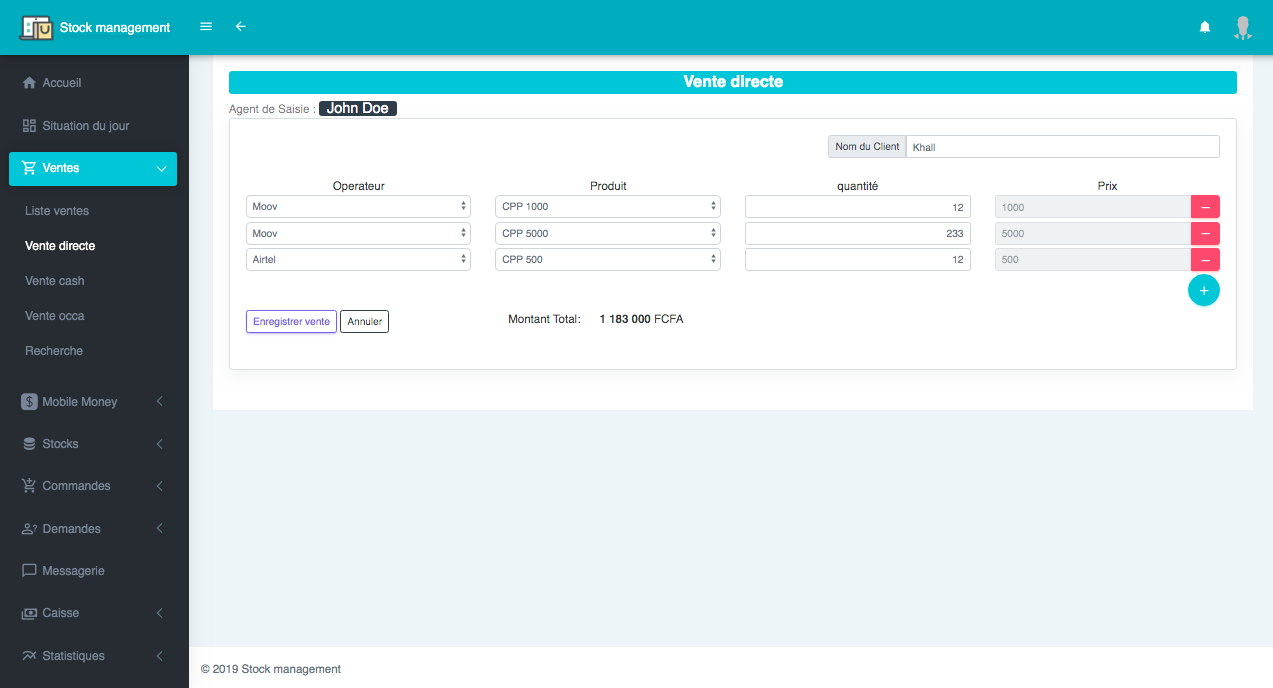 Stock management
Accueil
Situation du jour
Ventes
Liste ventes
Vente directe
Vente cash
Vente occa
Recherche
Mobile Money
Stocks
Commandes
Demandes
Messagerie
Caisse
Statistiques
Vente directe
Agent de Saisie : John Doe
Nom du Client Khall
Operateur Produit quantité Prix
Moov CPP 1000 12 1000
Moov CPP 5000 233 5000
Airtel CPP 500 12 500
Enregistrer vente Annuler Montant Total: 1 183 000 FCFA
© 2019 Stock management